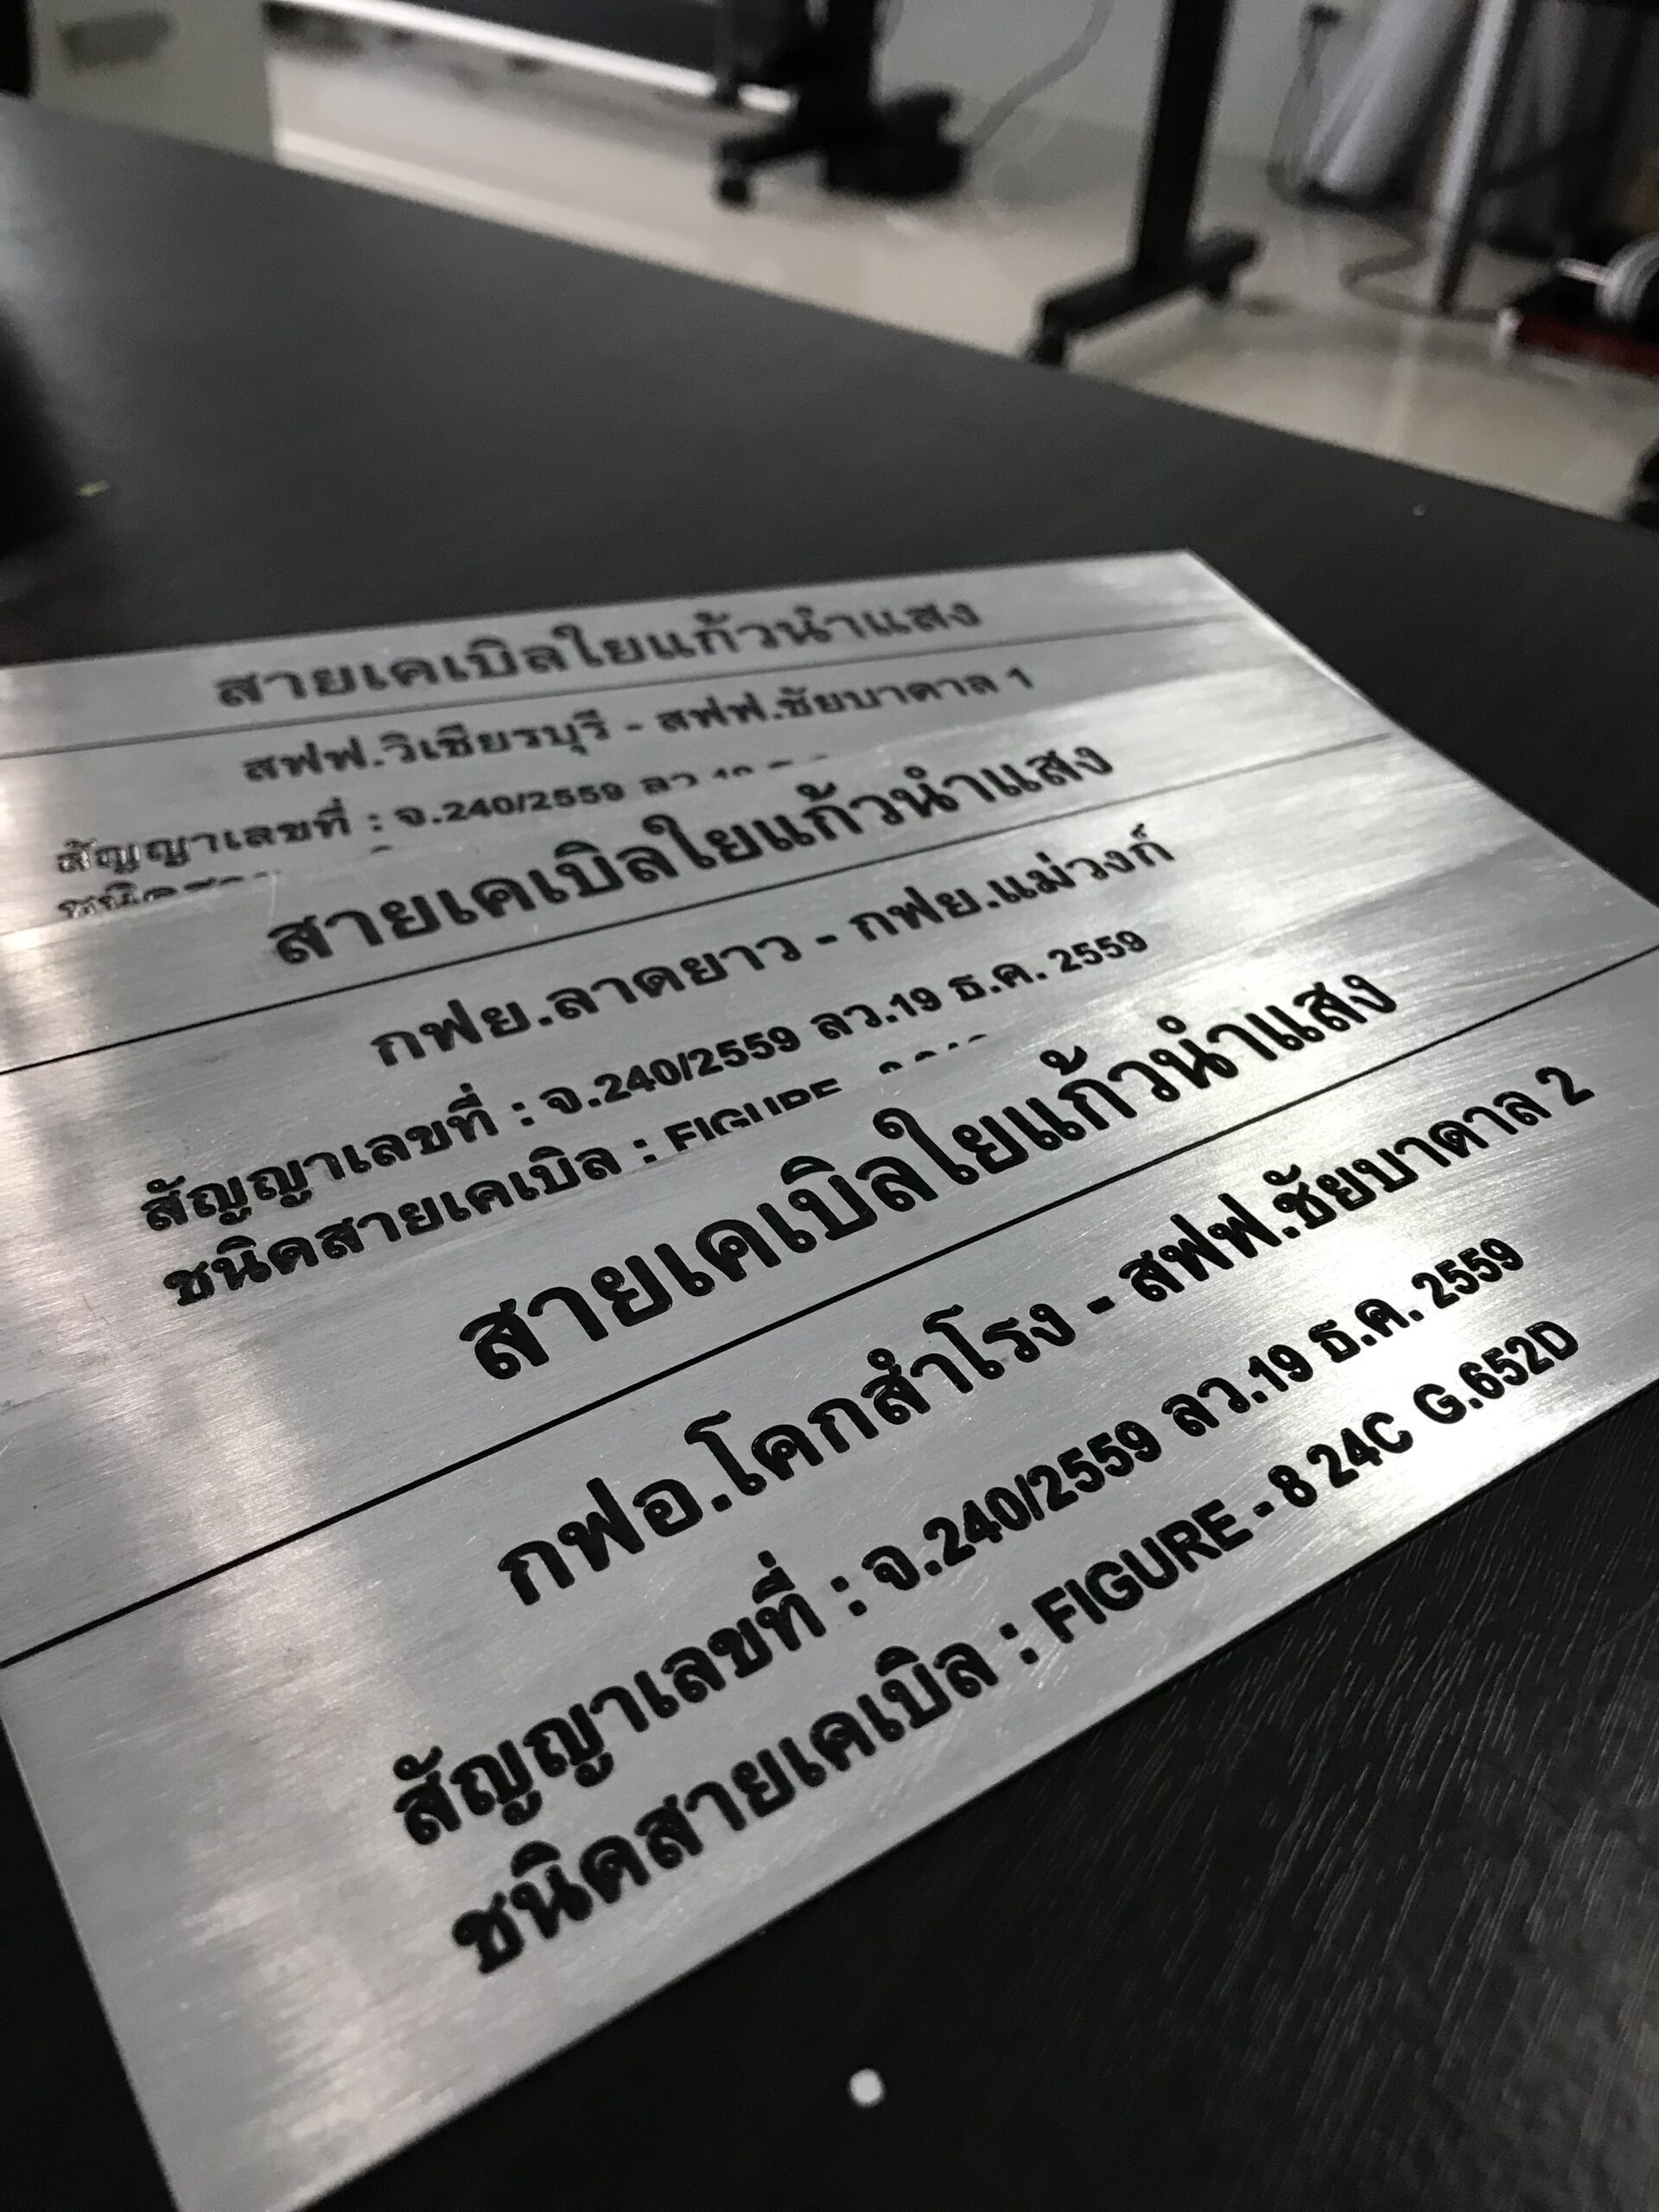 สายเคเบิลใยแก้วนำแสง
สฟฟ.วิเชียรบุรี - สฟฟ.ชัยบาดาล 1
สัญญาเลขที่ : จ.240/2559 ลว.19
สายเคเบิลใยแก้วนำแสง
กฟย.ลาดยาว - กฟย.แม่วงก์
สัญญาเลขที่ : จ.240/2559 ลว.19 ธ.ค. 2559
ชนิดสายเคเบิล : FIGURE
สายเคเบิลใยแก้วนำแสง
กฟอ.โคกสำโรง - สฟฟ.ชัยบาดาล 2
สัญญาเลขที่ : จ.240/2559 ลว.19 ธ.ค. 2559
ชนิดสายเคเบิล : FIGURE - 8 24C G.652D